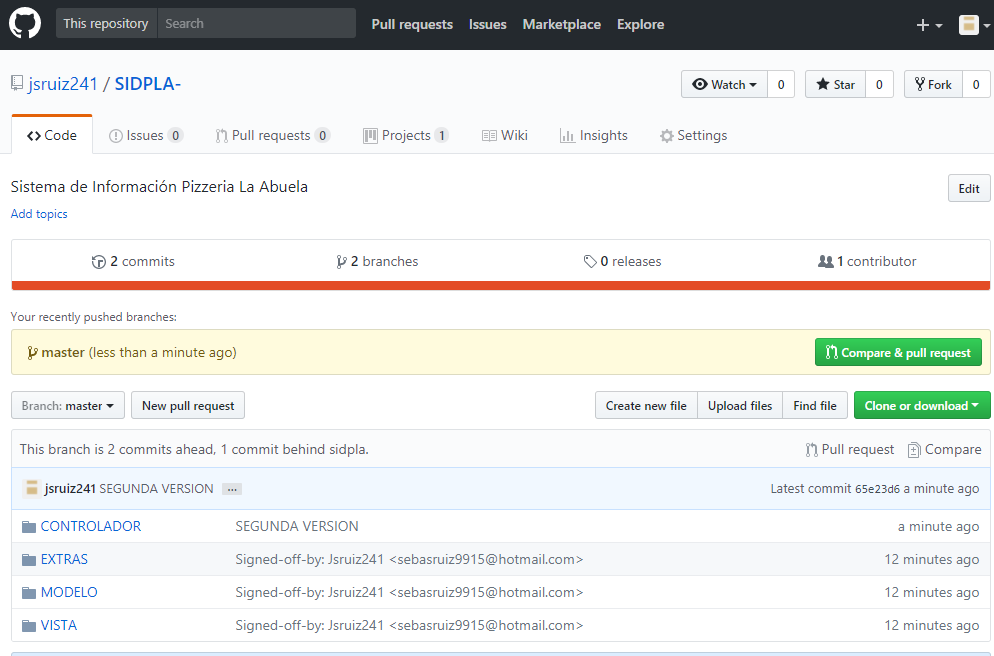 This repository Search Pull requests Issues Marketplace Explore
jsruiz241 / SIDPLA- Watch 0 Star 0 Fork 0
Code Issues 0 Pull requests 0 Projects 1 Wiki Insights Settings
Sistema de Información Pizzeria La Abuela Edit
Add topics
2 commits 2 branches 0 releases 1 contributor
Your recently pushed branches:
master (less than a minute ago) Compare & pull request
Branch: master New pull request Create new file Upload files Find file Clone or download
This branch is 2 commits ahead, 1 commit behind sidpla. Pull request Compare
jsruiz241 SEGUNDA VERSION ... Latest commit 65e23d6 a minute ago
CONTROLADOR SEGUNDA VERSION a minute ago
EXTRAS Signed-off-by: Jsruiz241 <sebasruiz9915@hotmail.com> 12 minutes ago
MODELO Signed-off-by: Jsruiz241 <sebasruiz9915@hotmail.com> 12 minutes ago
VISTA Signed-off-by: Jsruiz241 <sebasruiz9915@hotmail.com> 12 minutes ago